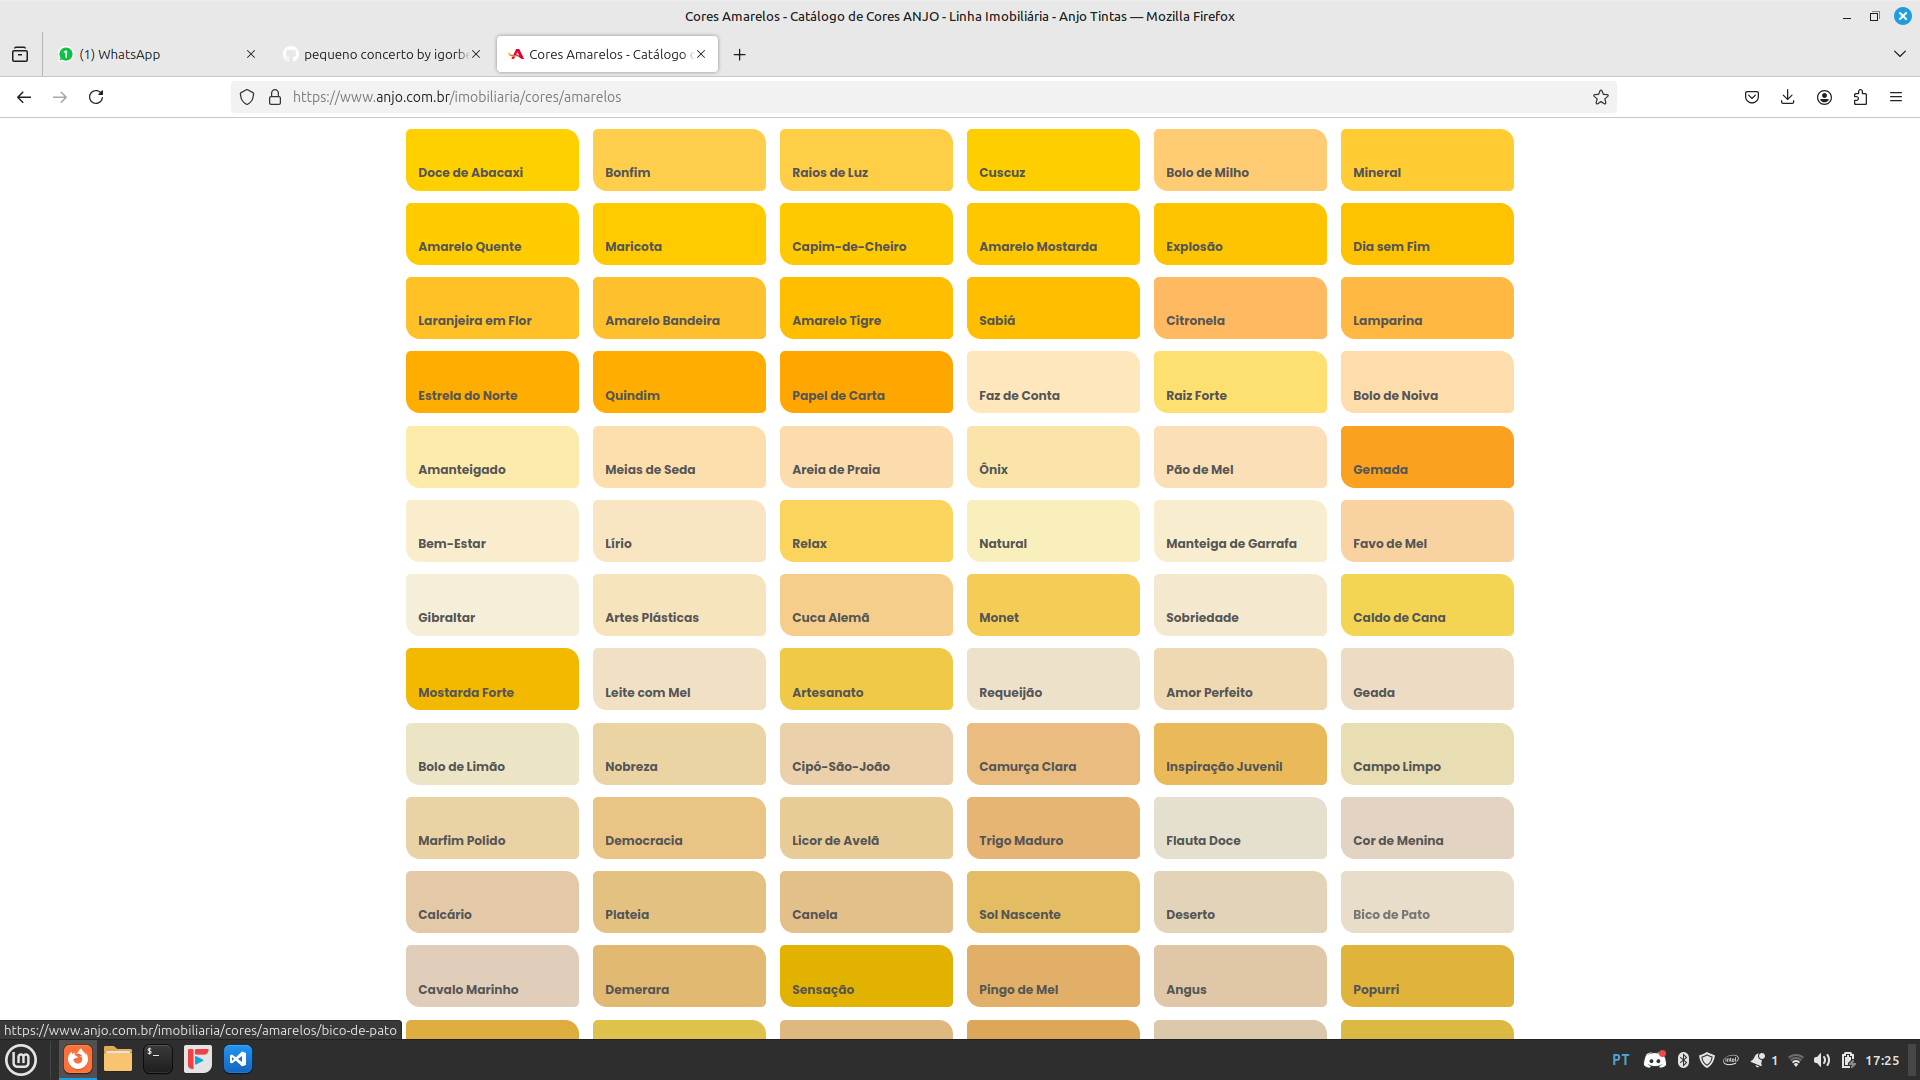 Cores Amarelos - Catálogo de Cores ANJO - Linha Imobiliária - Anjo Tintas — Mozilla Firefox
(1) WhatsApp
pequeno concerto by igorb
Cores Amarelos - Catálogo
https://www.anjo.com.br/imobiliaria/cores/amarelos
Doce de Abacaxi Bonfim Raios de Luz Cuscuz Bolo de Milho Mineral
Amarelo Quente Maricota Capim-de-Cheiro Amarelo Mostarda Explosão Dia sem Fim
Laranjeira em Flor Amarelo Bandeira Amarelo Tigre Sabiá Citronela Lamparina
Estrela do Norte Quindim Papel de Carta Faz de Conta Raiz Forte Bolo de Noiva
Amanteigado Meias de Seda Areia de Praia Ônix Pão de Mel Gemada
Bem-Estar Lírio Relax Natural Manteiga de Garrafa Favo de Mel
Gibraltar Artes Plásticas Cuca Alemã Monet Sobriedade Caldo de Cana
Mostarda Forte Leite com Mel Artesanato Requeijão Amor Perfeito Geada
Bolo de Limão Nobreza Cipó-São-João Camurça Clara Inspiração Juvenil Campo Limpo
Marfim Polido Democracia Licor de Avelã Trigo Maduro Flauta Doce Cor de Menina
Calcário Plateia Canela Sol Nascente Deserto Bico de Pato
Cavalo Marinho Demerara Sensação Pingo de Mel Angus Popurri
https://www.anjo.com.br/imobiliaria/cores/amarelos/bico-de-pato
PT 1 17:25